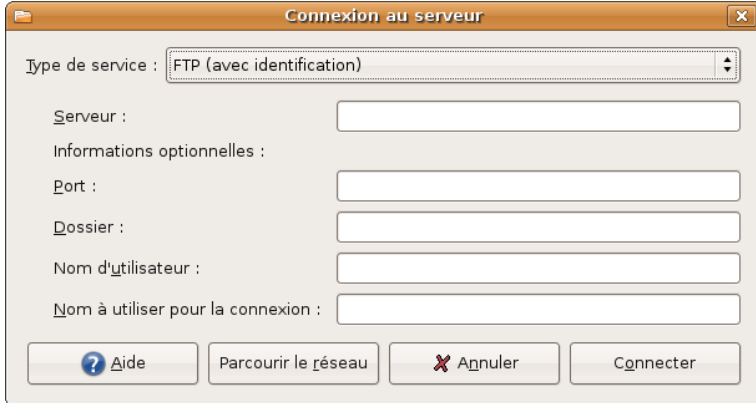 Connexion au serveur
Type de service : FTP (avec identification)
Serveur :
Informations optionnelles :
Port :
Dossier :
Nom d'utilisateur :
Nom à utiliser pour la connexion :
Aide Parcourir le réseau Annuler Connecter